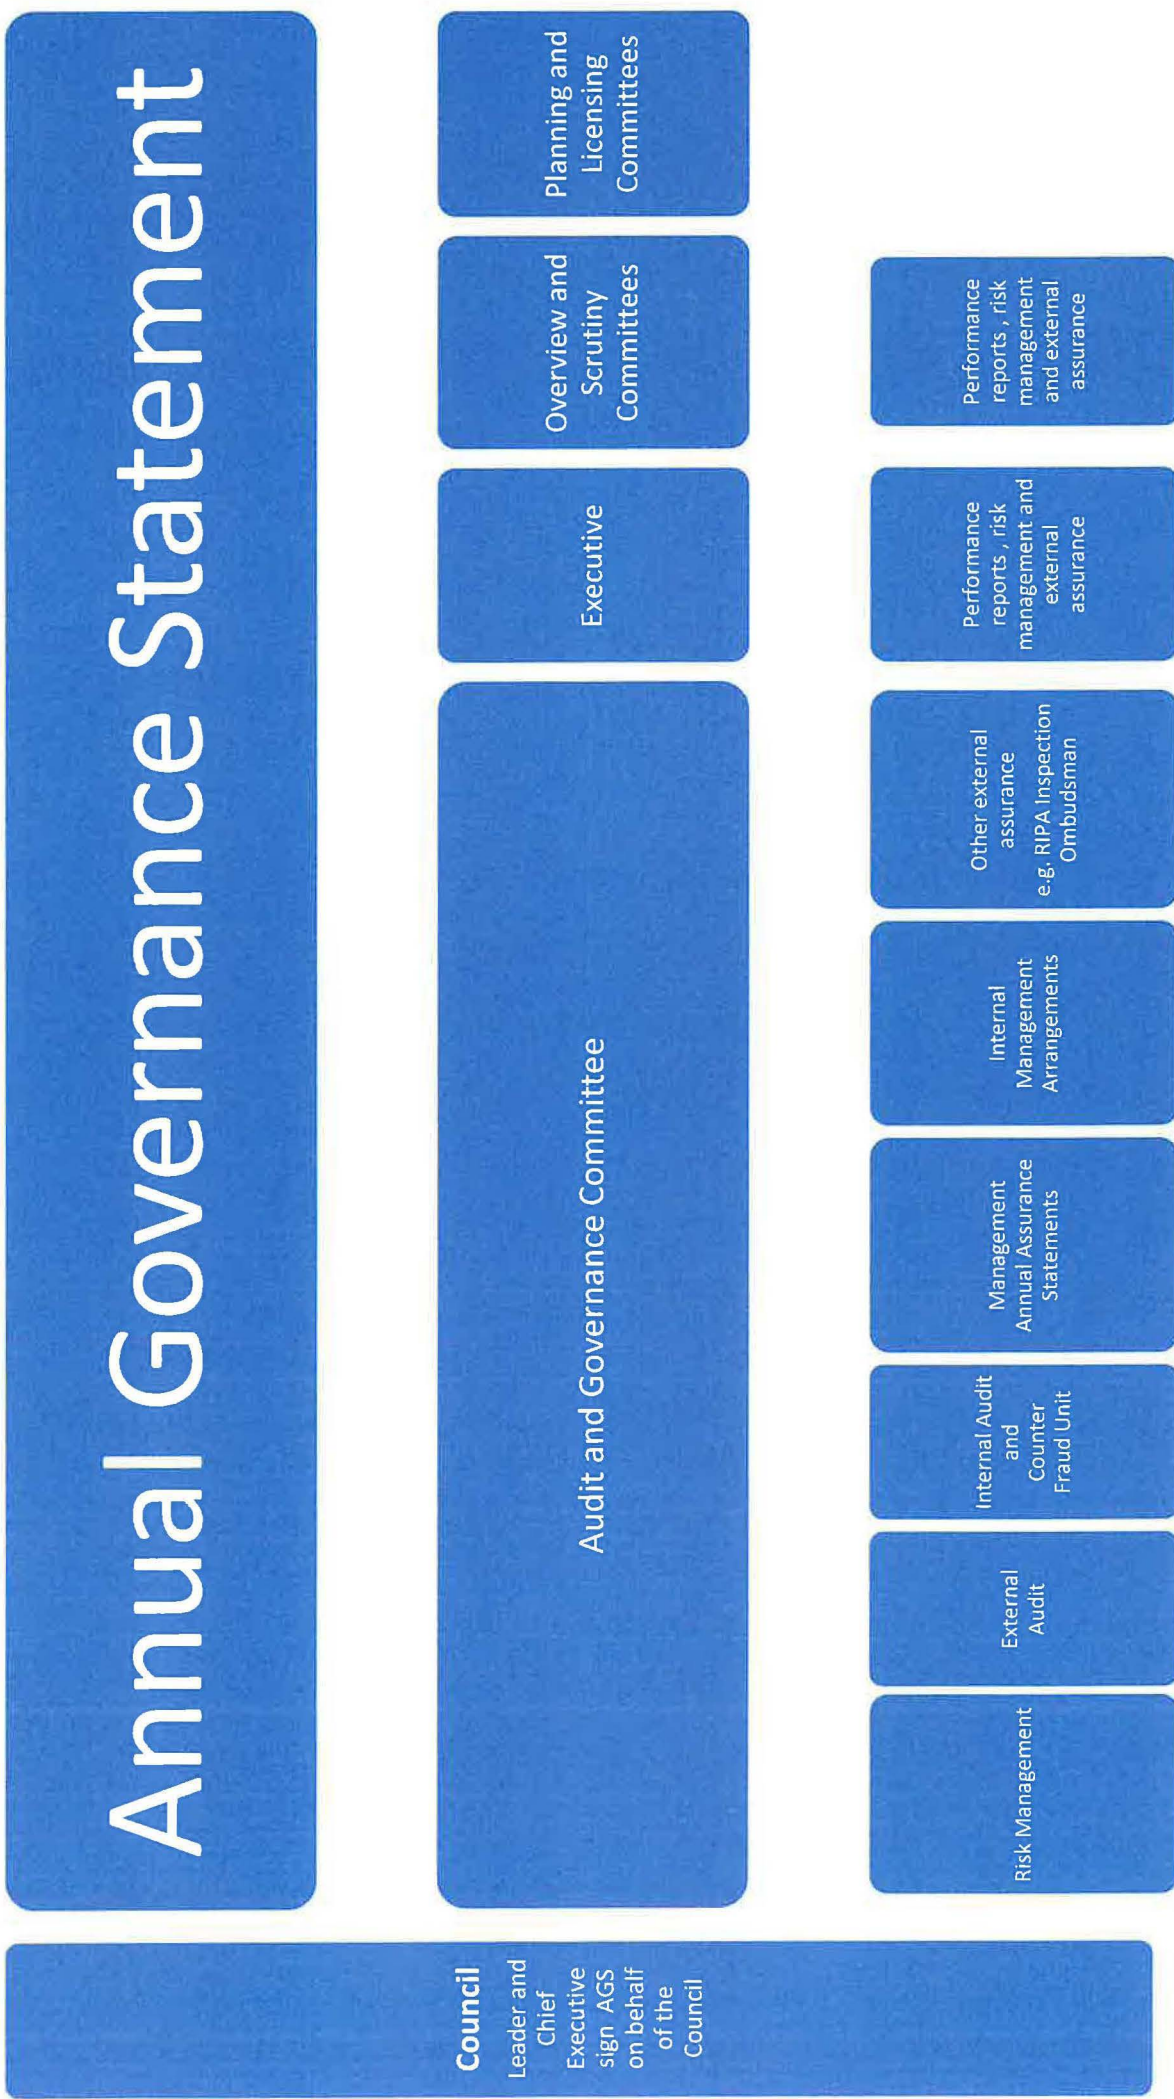 Annual Governance Statement
Council
Leader and
Chief
Executive
sign AGS
on behalf
of the
Council
Audit and Governance Committee
Executive
Overview and
Scrutiny
Committees
Planning and
Licensing
Committees
Risk Management
External
Audit
Internal Audit
and
Counter
Fraud Unit
Management
Annual Assurance
Statements
Internal
Management
Arrangements
Other external
assurance
e.g. RIPA Inspection
Ombudsman
Performance
reports , risk
management and
external
assurance
Performance
reports , risk
management
and external
assurance